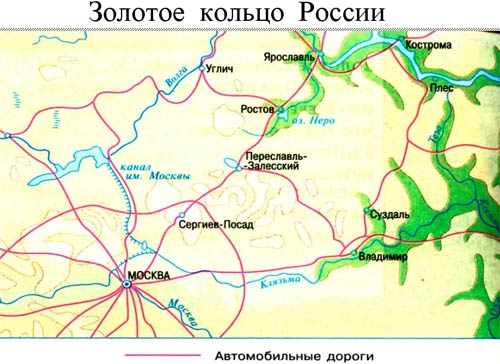 Золотое кольцо России
Кострома
Ярославль
Углич
Волга
Плес
Ростов
оз. Неро
Теза
Переславль-
-Залесский
канал
им. Москвы
Сергиев-Посад
Суздаль
Владимир
Клязьма
МОСКВА
Москва
Автомобильные дороги